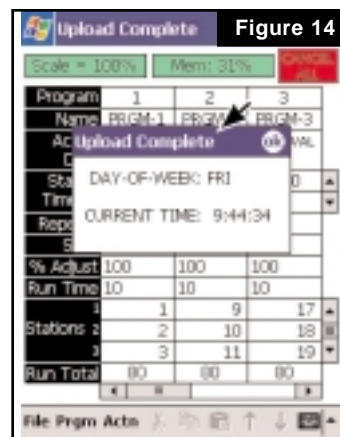 Figure 14
Upload Complete
Scale = 100% Mem: 31% CANCEL ALL
Program 1 2 3
Name PRGM-1 PRGM PRGM-3
Upload Complete ok
DAY-OF-WEEK: FRI
CURRENT TIME: 9:44:34
% Adjust 100 100 100
Run Time 10 10 10
1 1 9 17
Stations 2 2 10 18
3 3 11 19
Run Total 80 80 80
File Prgm Actn